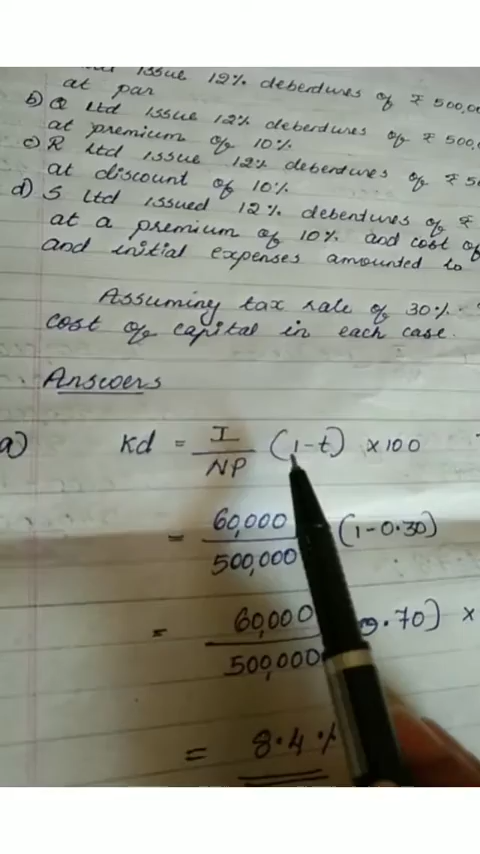 issue 12% debentures of ₹ 500,0
at par
b) Q Ltd issue 12% debentures of ₹ 500,
at premium of 10%
c) R Ltd issue 12% debentures of ₹ 5
at discount of 10%
d) S Ltd issued 12% debentures of ₹
at a premium of 10% and cost of
and initial expenses amounted to
Assuming tax rate of 30%.
cost of capital in each case.
Answers
a) Kd = I/NP (1-t) x100
= 60,000/500,000 (1-0.30)
= 60,000/500,000 .70) x
= 8.4%